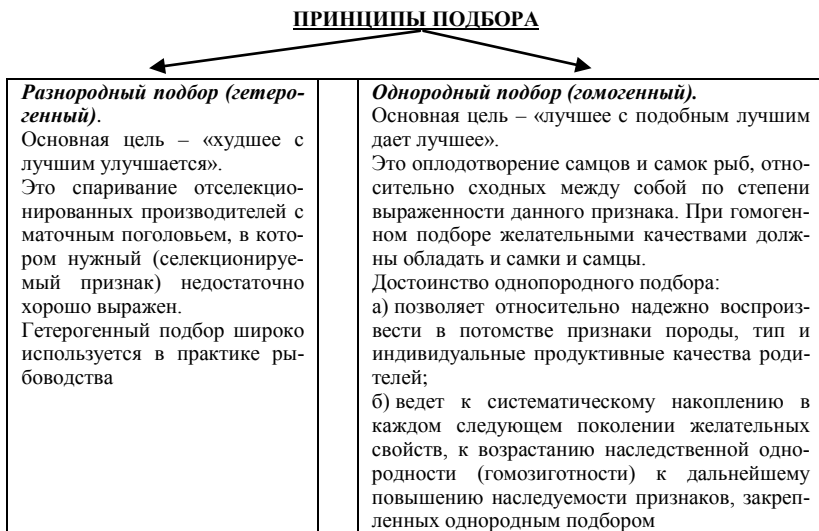 ПРИНЦИПЫ ПОДБОРА
Разнородный подбор (гетеро-
генный).
Основная цель – «худшее с
лучшим улучшается».
Это спаривание отселекцио-
нированных производителей с
маточным поголовьем, в кото-
ром нужный (селекционируе-
мый признак) недостаточно
хорошо выражен.
Гетерогенный подбор широко
используется в практике ры-
боводства
Однородный подбор (гомогенный).
Основная цель – «лучшее с подобным лучшим
дает лучшее».
Это оплодотворение самцов и самок рыб, отно-
сительно сходных между собой по степени
выраженности данного признака. При гомоген-
ном подборе желательными качествами долж-
ны обладать и самки и самцы.
Достоинство однопородного подбора:
а) позволяет относительно надежно воспроиз-
вести в потомстве признаки породы, тип и
индивидуальные продуктивные качества роди-
телей;
б) ведет к систематическому накоплению в
каждом следующем поколении желательных
свойств, к возрастанию наследственной одно-
родности (гомозиготности) к дальнейшему
повышению наследуемости признаков, закреп-
ленных однородным подбором